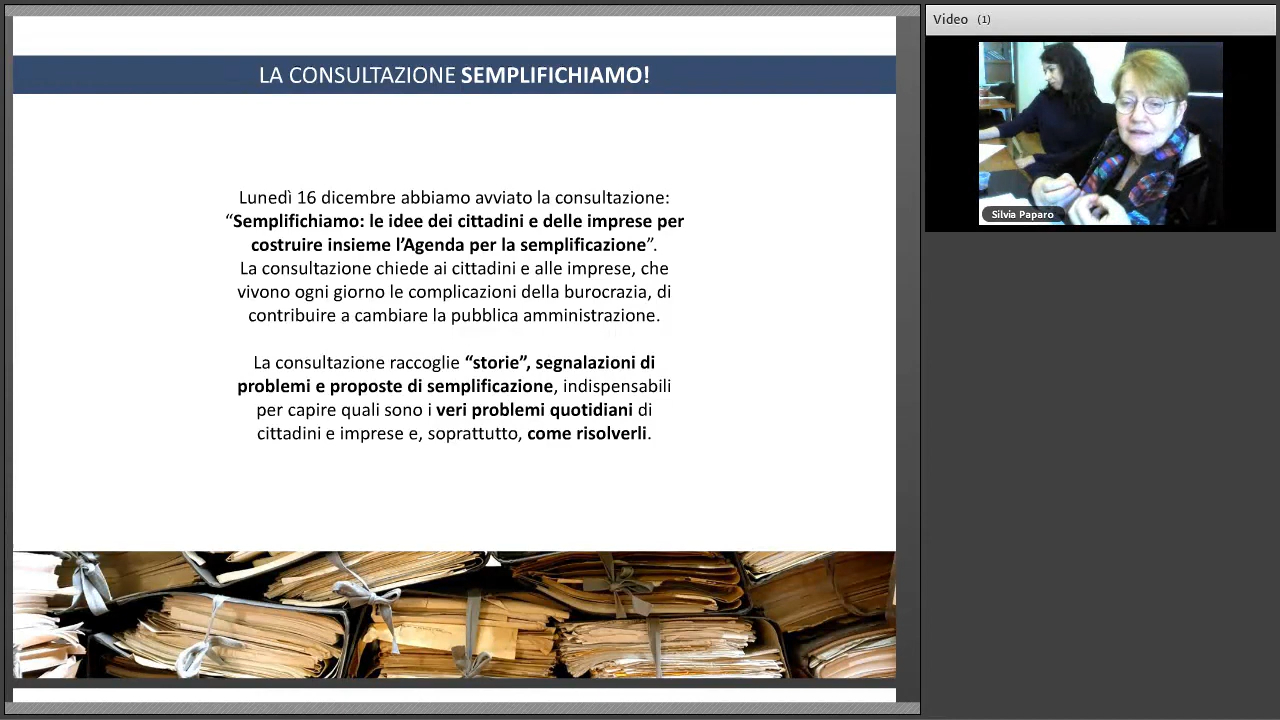 LA CONSULTAZIONE SEMPLIFICHIAMO!
Lunedì 16 dicembre abbiamo avviato la consultazione:
“Semplifichiamo: le idee dei cittadini e delle imprese per
costruire insieme l’Agenda per la semplificazione”.
La consultazione chiede ai cittadini e alle imprese, che
vivono ogni giorno le complicazioni della burocrazia, di
contribuire a cambiare la pubblica amministrazione.
La consultazione raccoglie “storie”, segnalazioni di
problemi e proposte di semplificazione, indispensabili
per capire quali sono i veri problemi quotidiani di
cittadini e imprese e, soprattutto, come risolverli.
Video (1)
Silvia Paparo